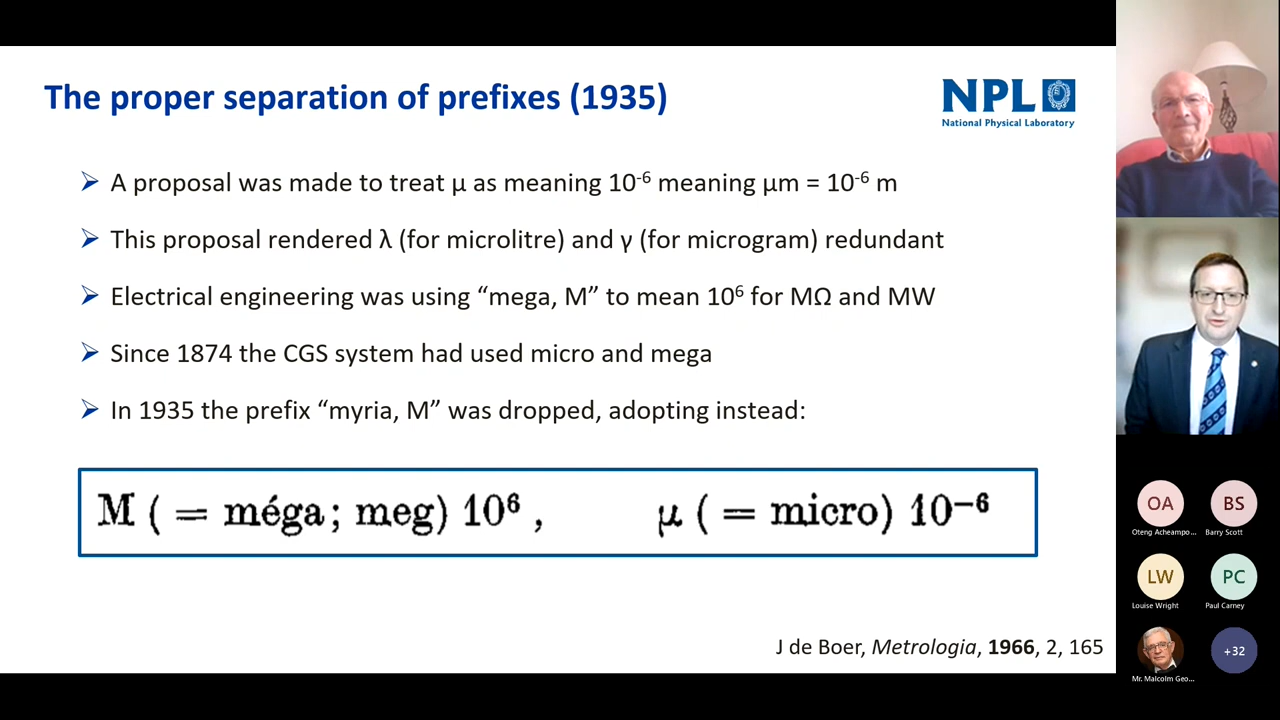 The proper separation of prefixes (1935)
NPL
National Physical Laboratory
➢ A proposal was made to treat μ as meaning 10⁻⁶ meaning μm = 10⁻⁶ m
➢ This proposal rendered λ (for microlitre) and γ (for microgram) redundant
➢ Electrical engineering was using “mega, M” to mean 10⁶ for MΩ and MW
➢ Since 1874 the CGS system had used micro and mega
➢ In 1935 the prefix “myria, M” was dropped, adopting instead:
M ( = méga; meg) 10⁶ , μ ( = micro) 10⁻⁶
J de Boer, Metrologia, 1966, 2, 165
OA BS
Oteng Acheampo... Barry Scott
LW PC
Louise Wright Paul Carney
+32
Mr. Malcolm Geo...